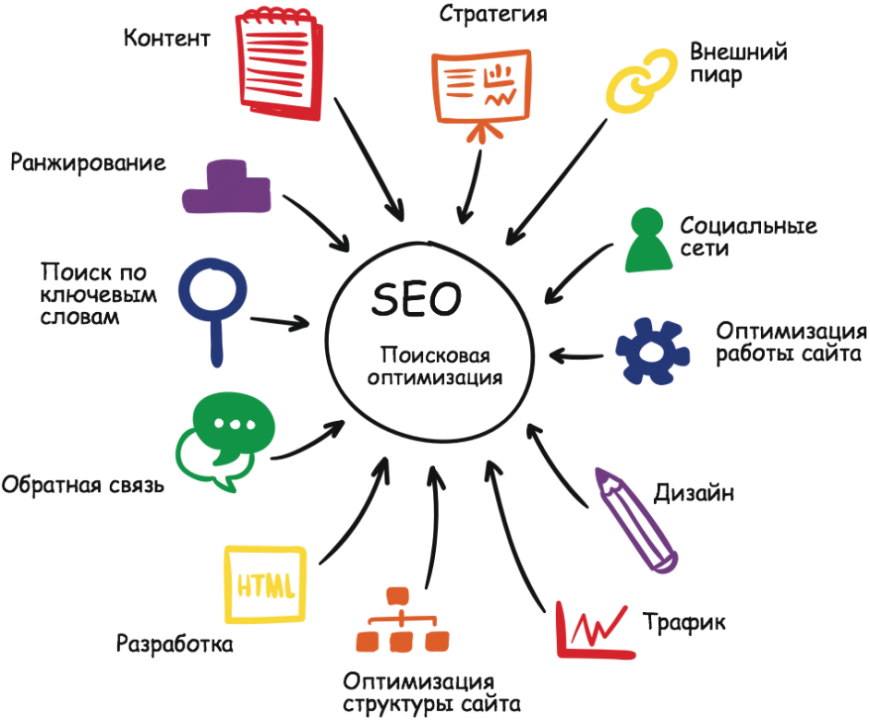 Стратегия
Контент
Внешний
пиар
Ранжирование
Социальные
сети
Поиск по
ключевым
словам
SEO
Поисковая
оптимизация
Оптимизация
работы сайта
Обратная связь
Дизайн
HTML
Разработка
Трафик
Оптимизация
структуры сайта